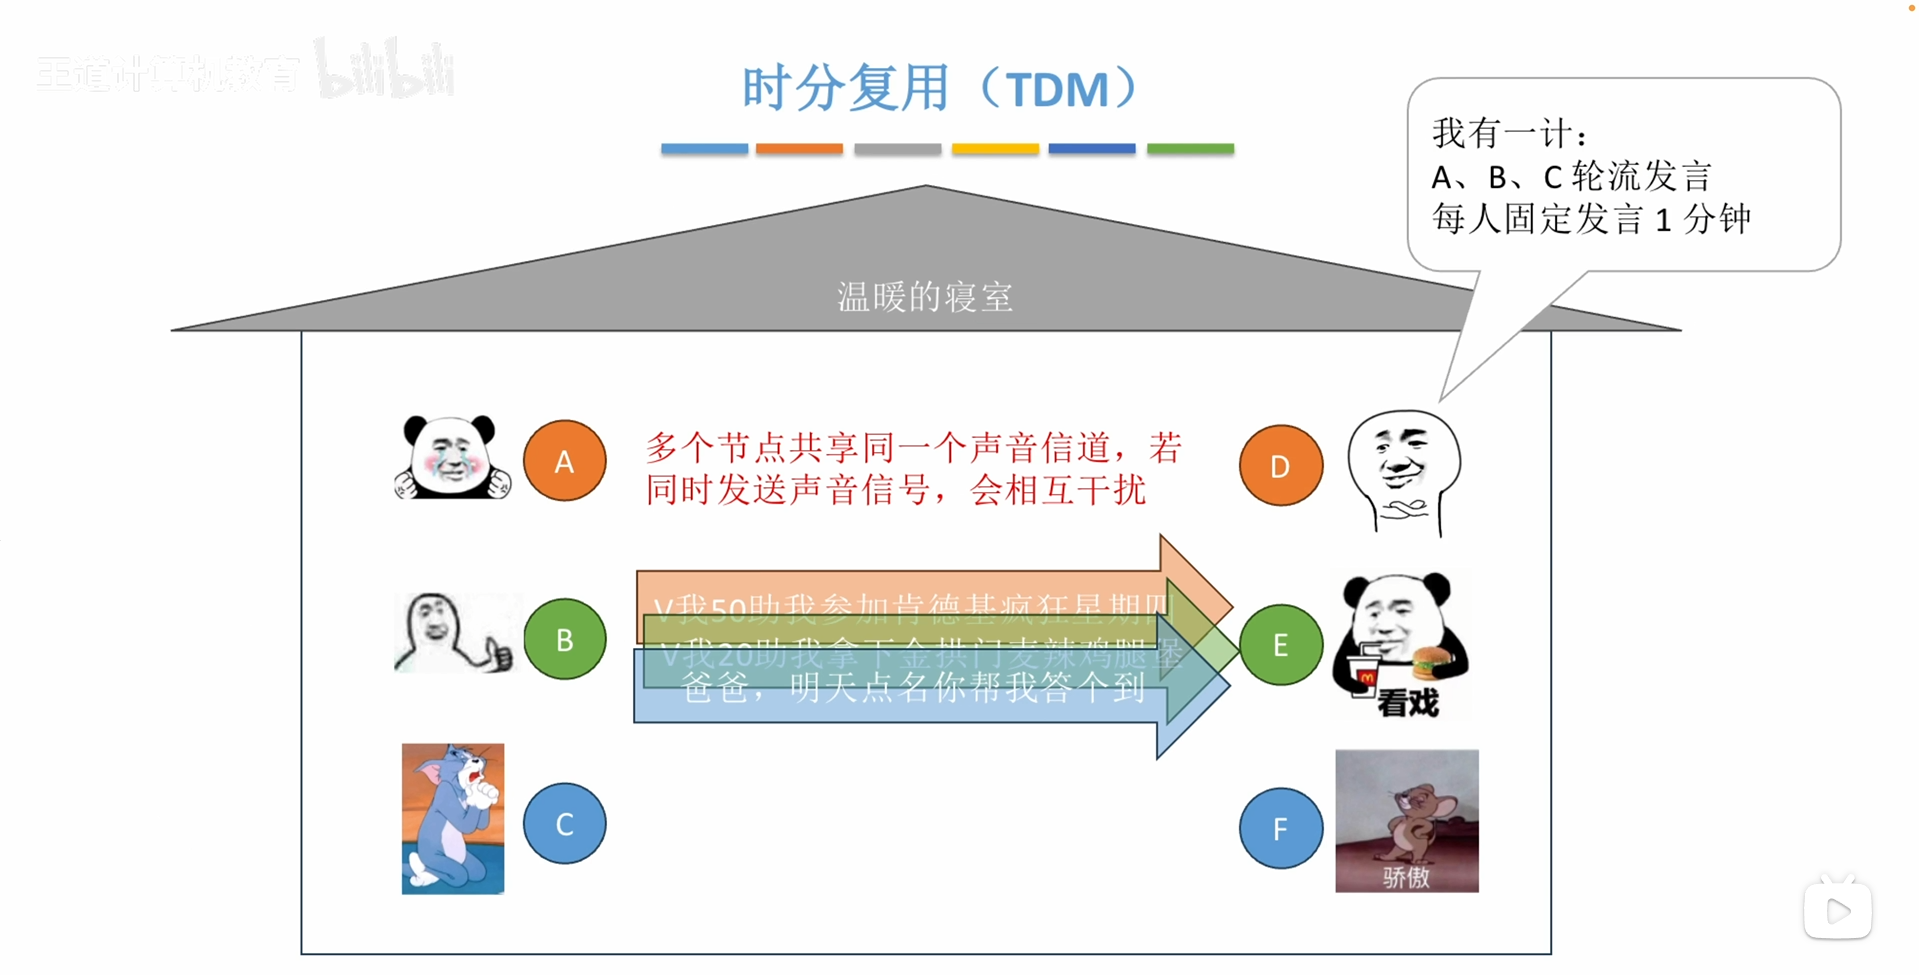 王道计算机教育 bilibili
时分复用（TDM）
我有一计：
A、B、C 轮流发言
每人固定发言 1 分钟
温暖的寝室
A
多个节点共享同一个声音信道，若
同时发送声音信号，会相互干扰
D
B
V我50助我参加肯德基疯狂星期四
V我20助我拿下金拱门麦辣鸡腿堡
爸爸，明天点名你帮我答个到
E
看戏
C
F
骄傲